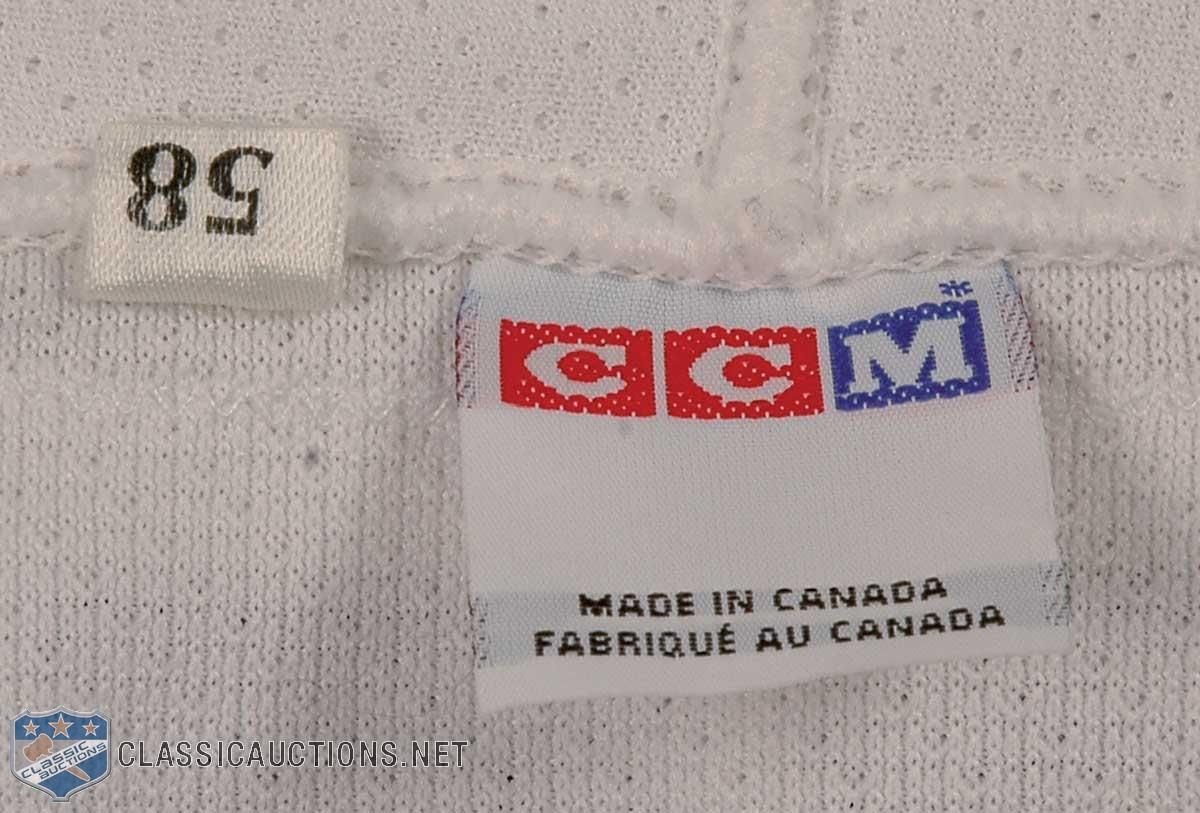 58
CCM
MADE IN CANADA
FABRIQUÉ AU CANADA
CLASSIC
AUCTIONS
CLASSICAUCTIONS.NET